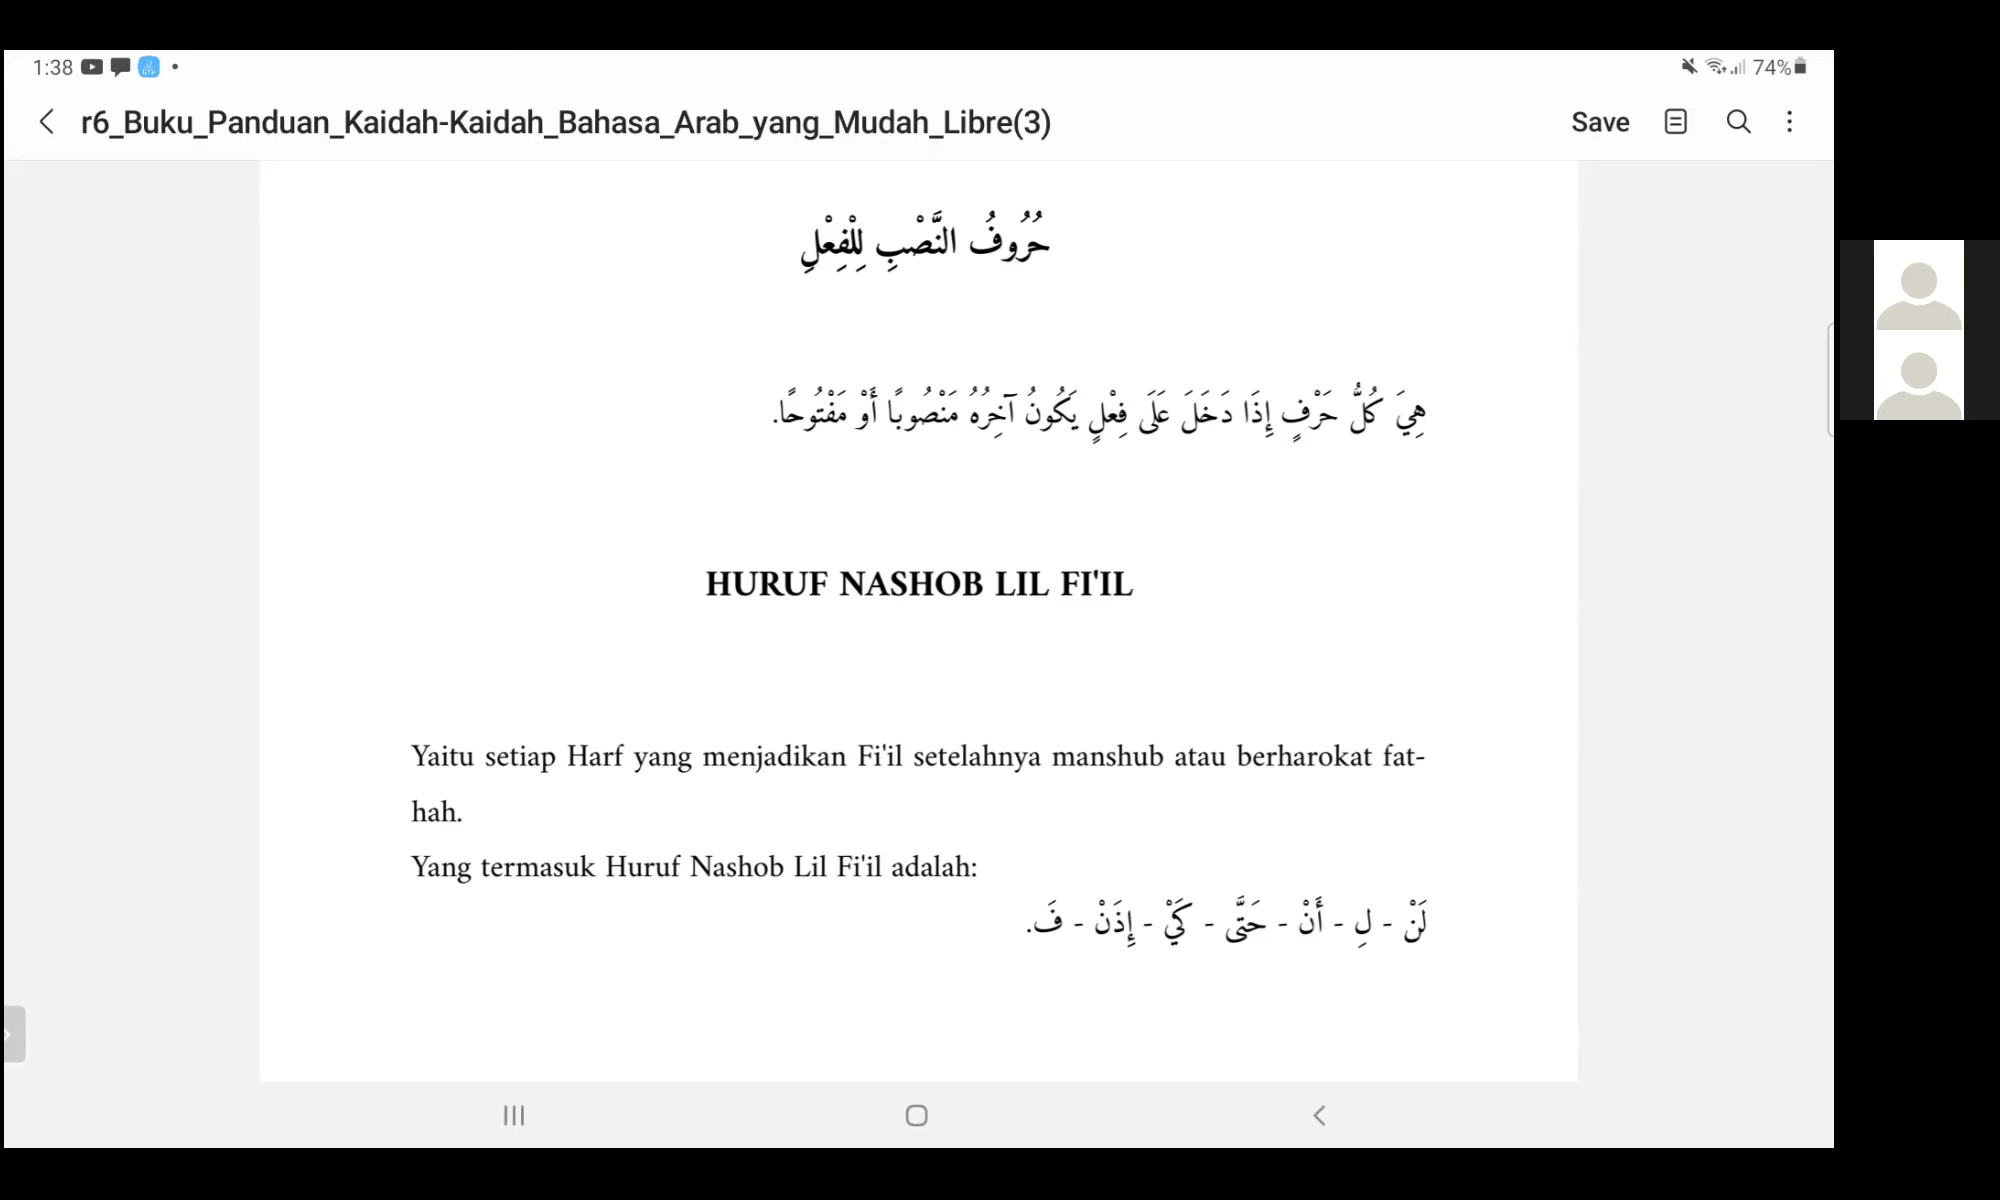 1:38
74%
r6_Buku_Panduan_Kaidah-Kaidah_Bahasa_Arab_yang_Mudah_Libre(3)
Save
حُرُوفُ النَّصْبِ لِلْفِعْلِ
هِيَ كُلُّ حَرْفٍ إِذَا دَخَلَ عَلَى فِعْلٍ يَكُونُ آخِرُهُ مَنْصُوبًا أَوْ مَفْتُوحًا.
HURUF NASHOB LIL FI'IL
Yaitu setiap Harf yang menjadikan Fi'il setelahnya manshub atau berharokat fat-
hah.
Yang termasuk Huruf Nashob Lil Fi'il adalah:
لَنْ - لِ - أَنْ - حَتَّى - كَيْ - إِذَنْ - فَ.